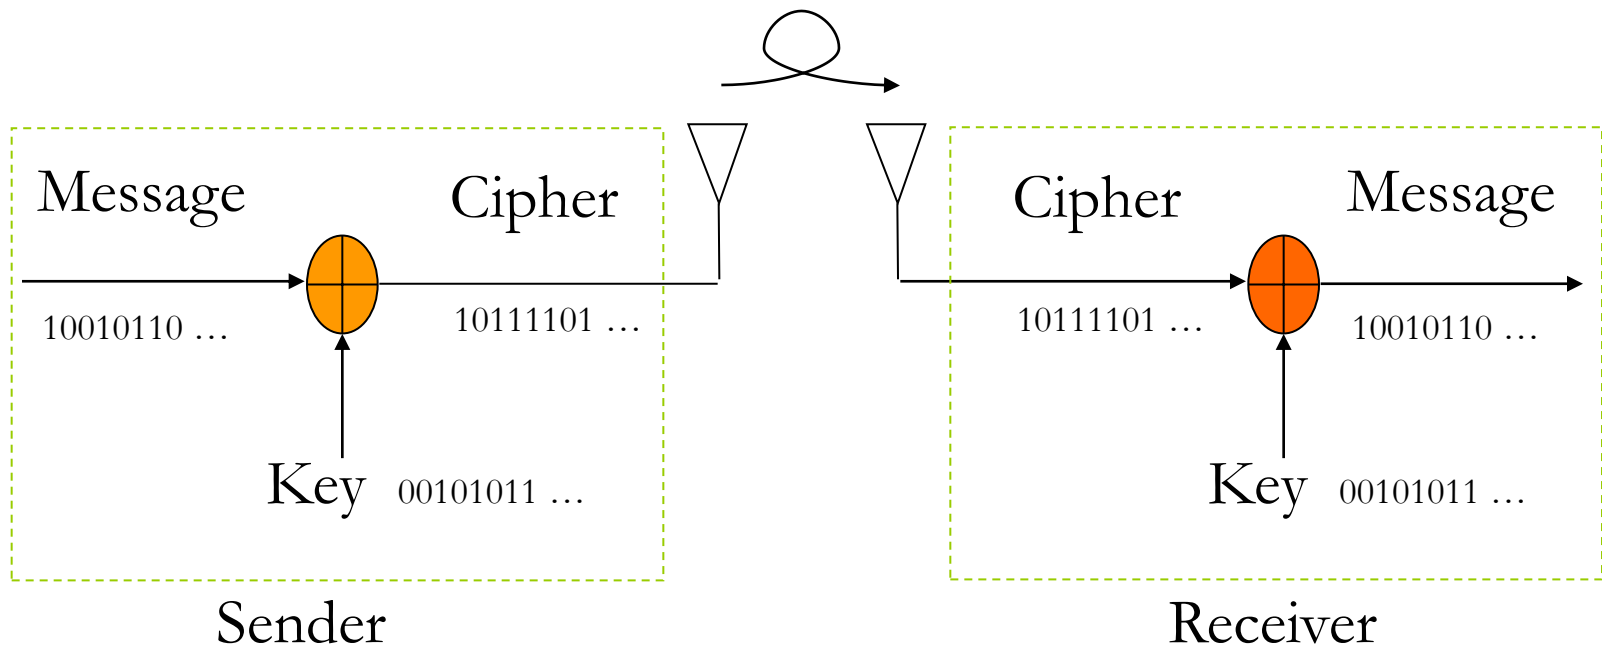 Message
Cipher
10010110 ...
10111101 ...
Key 00101011 ...
Sender
Cipher
Message
10111101 ...
10010110 ...
Key 00101011 ...
Receiver